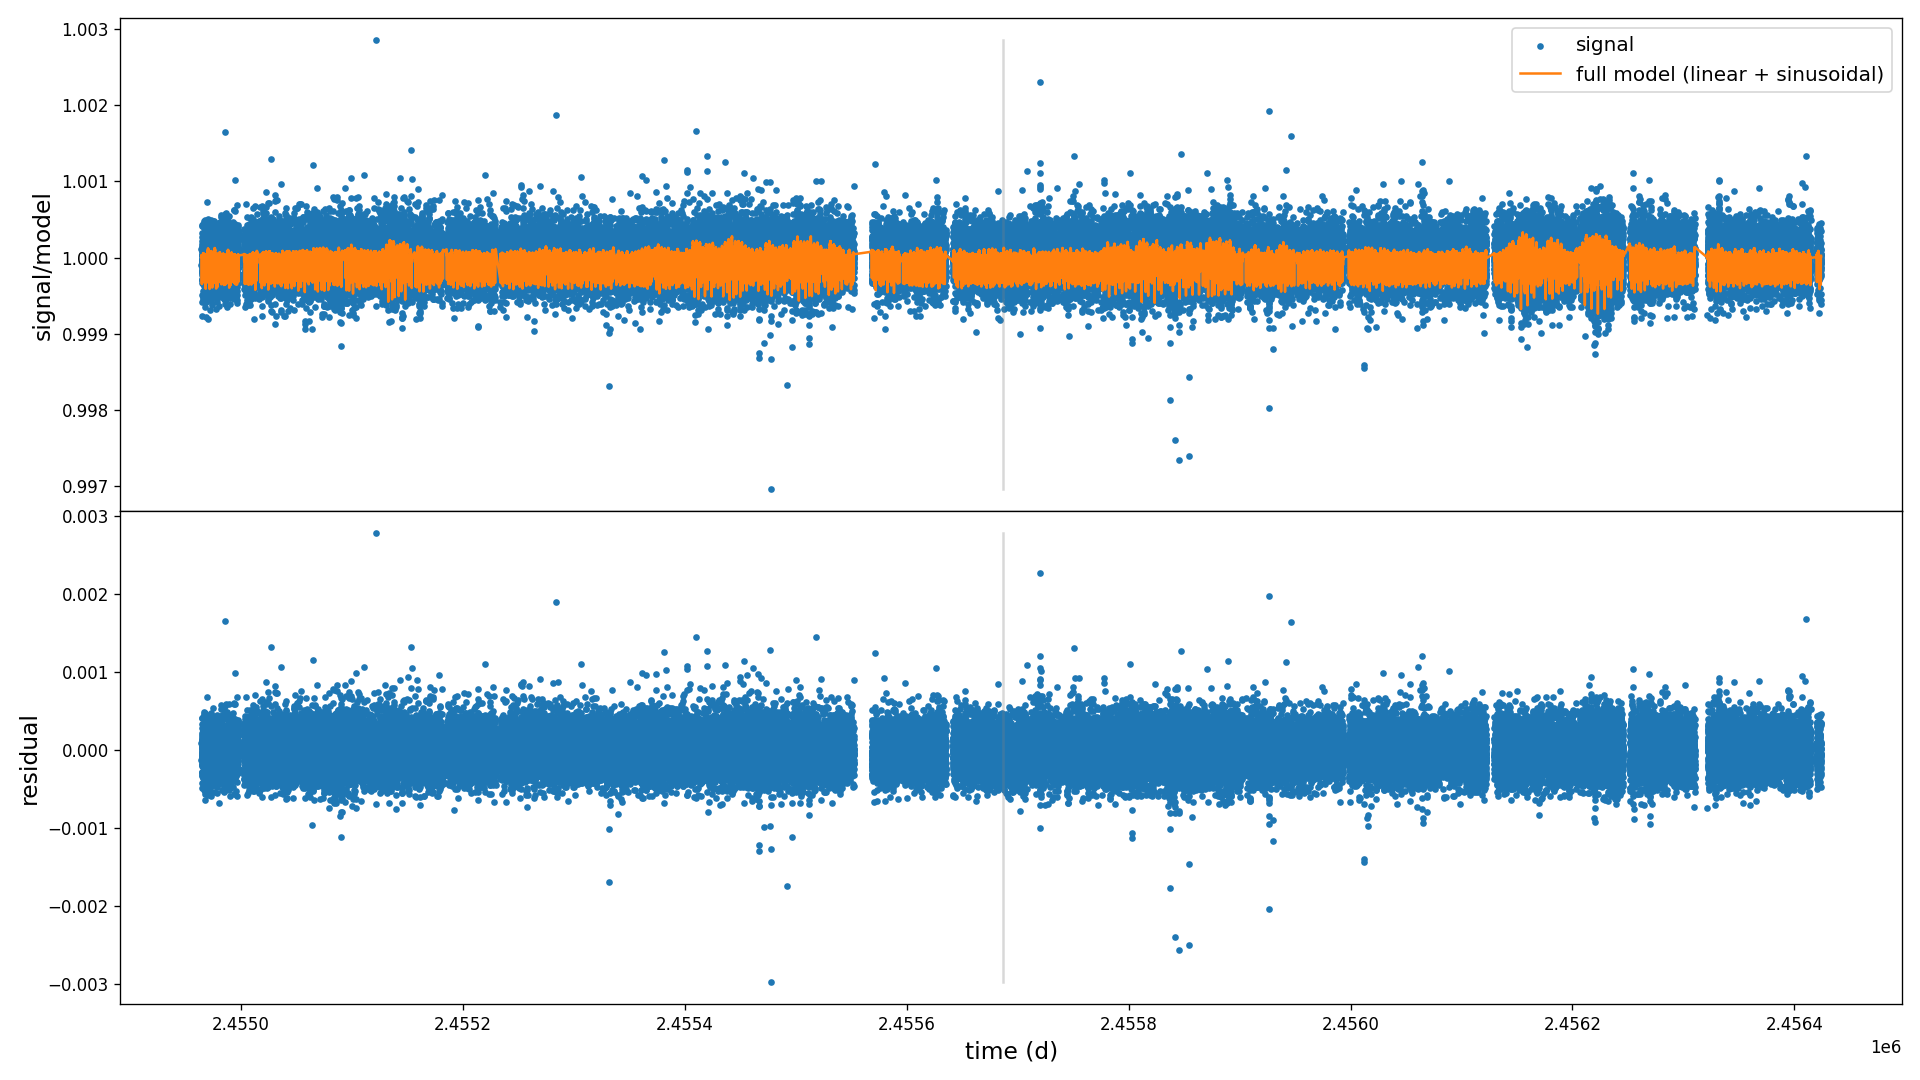 1.003
1.002
1.001
1.000
0.999
0.998
0.997
signal/model
signal
full model (linear + sinusoidal)
0.003
0.002
0.001
0.000
−0.001
−0.002
−0.003
residual
2.4550 2.4552 2.4554 2.4556 2.4558 2.4560 2.4562 2.4564
1e6
time (d)